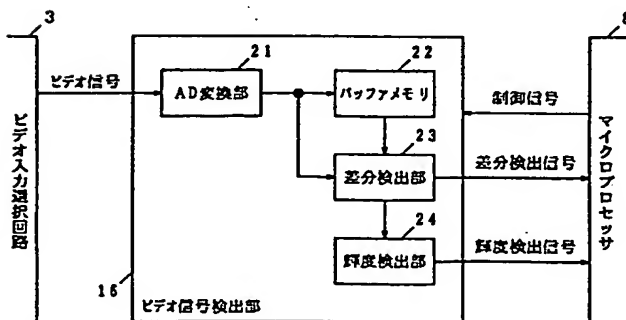 3
8
21
22
ビデオ信号
AD変換部
バッファメモリ
制御信号
23
差分検出部
差分検出信号
24
輝度検出部
輝度検出信号
16
ビデオ信号検出部
ビデオ入力選択回路
マイクロプロセッサ